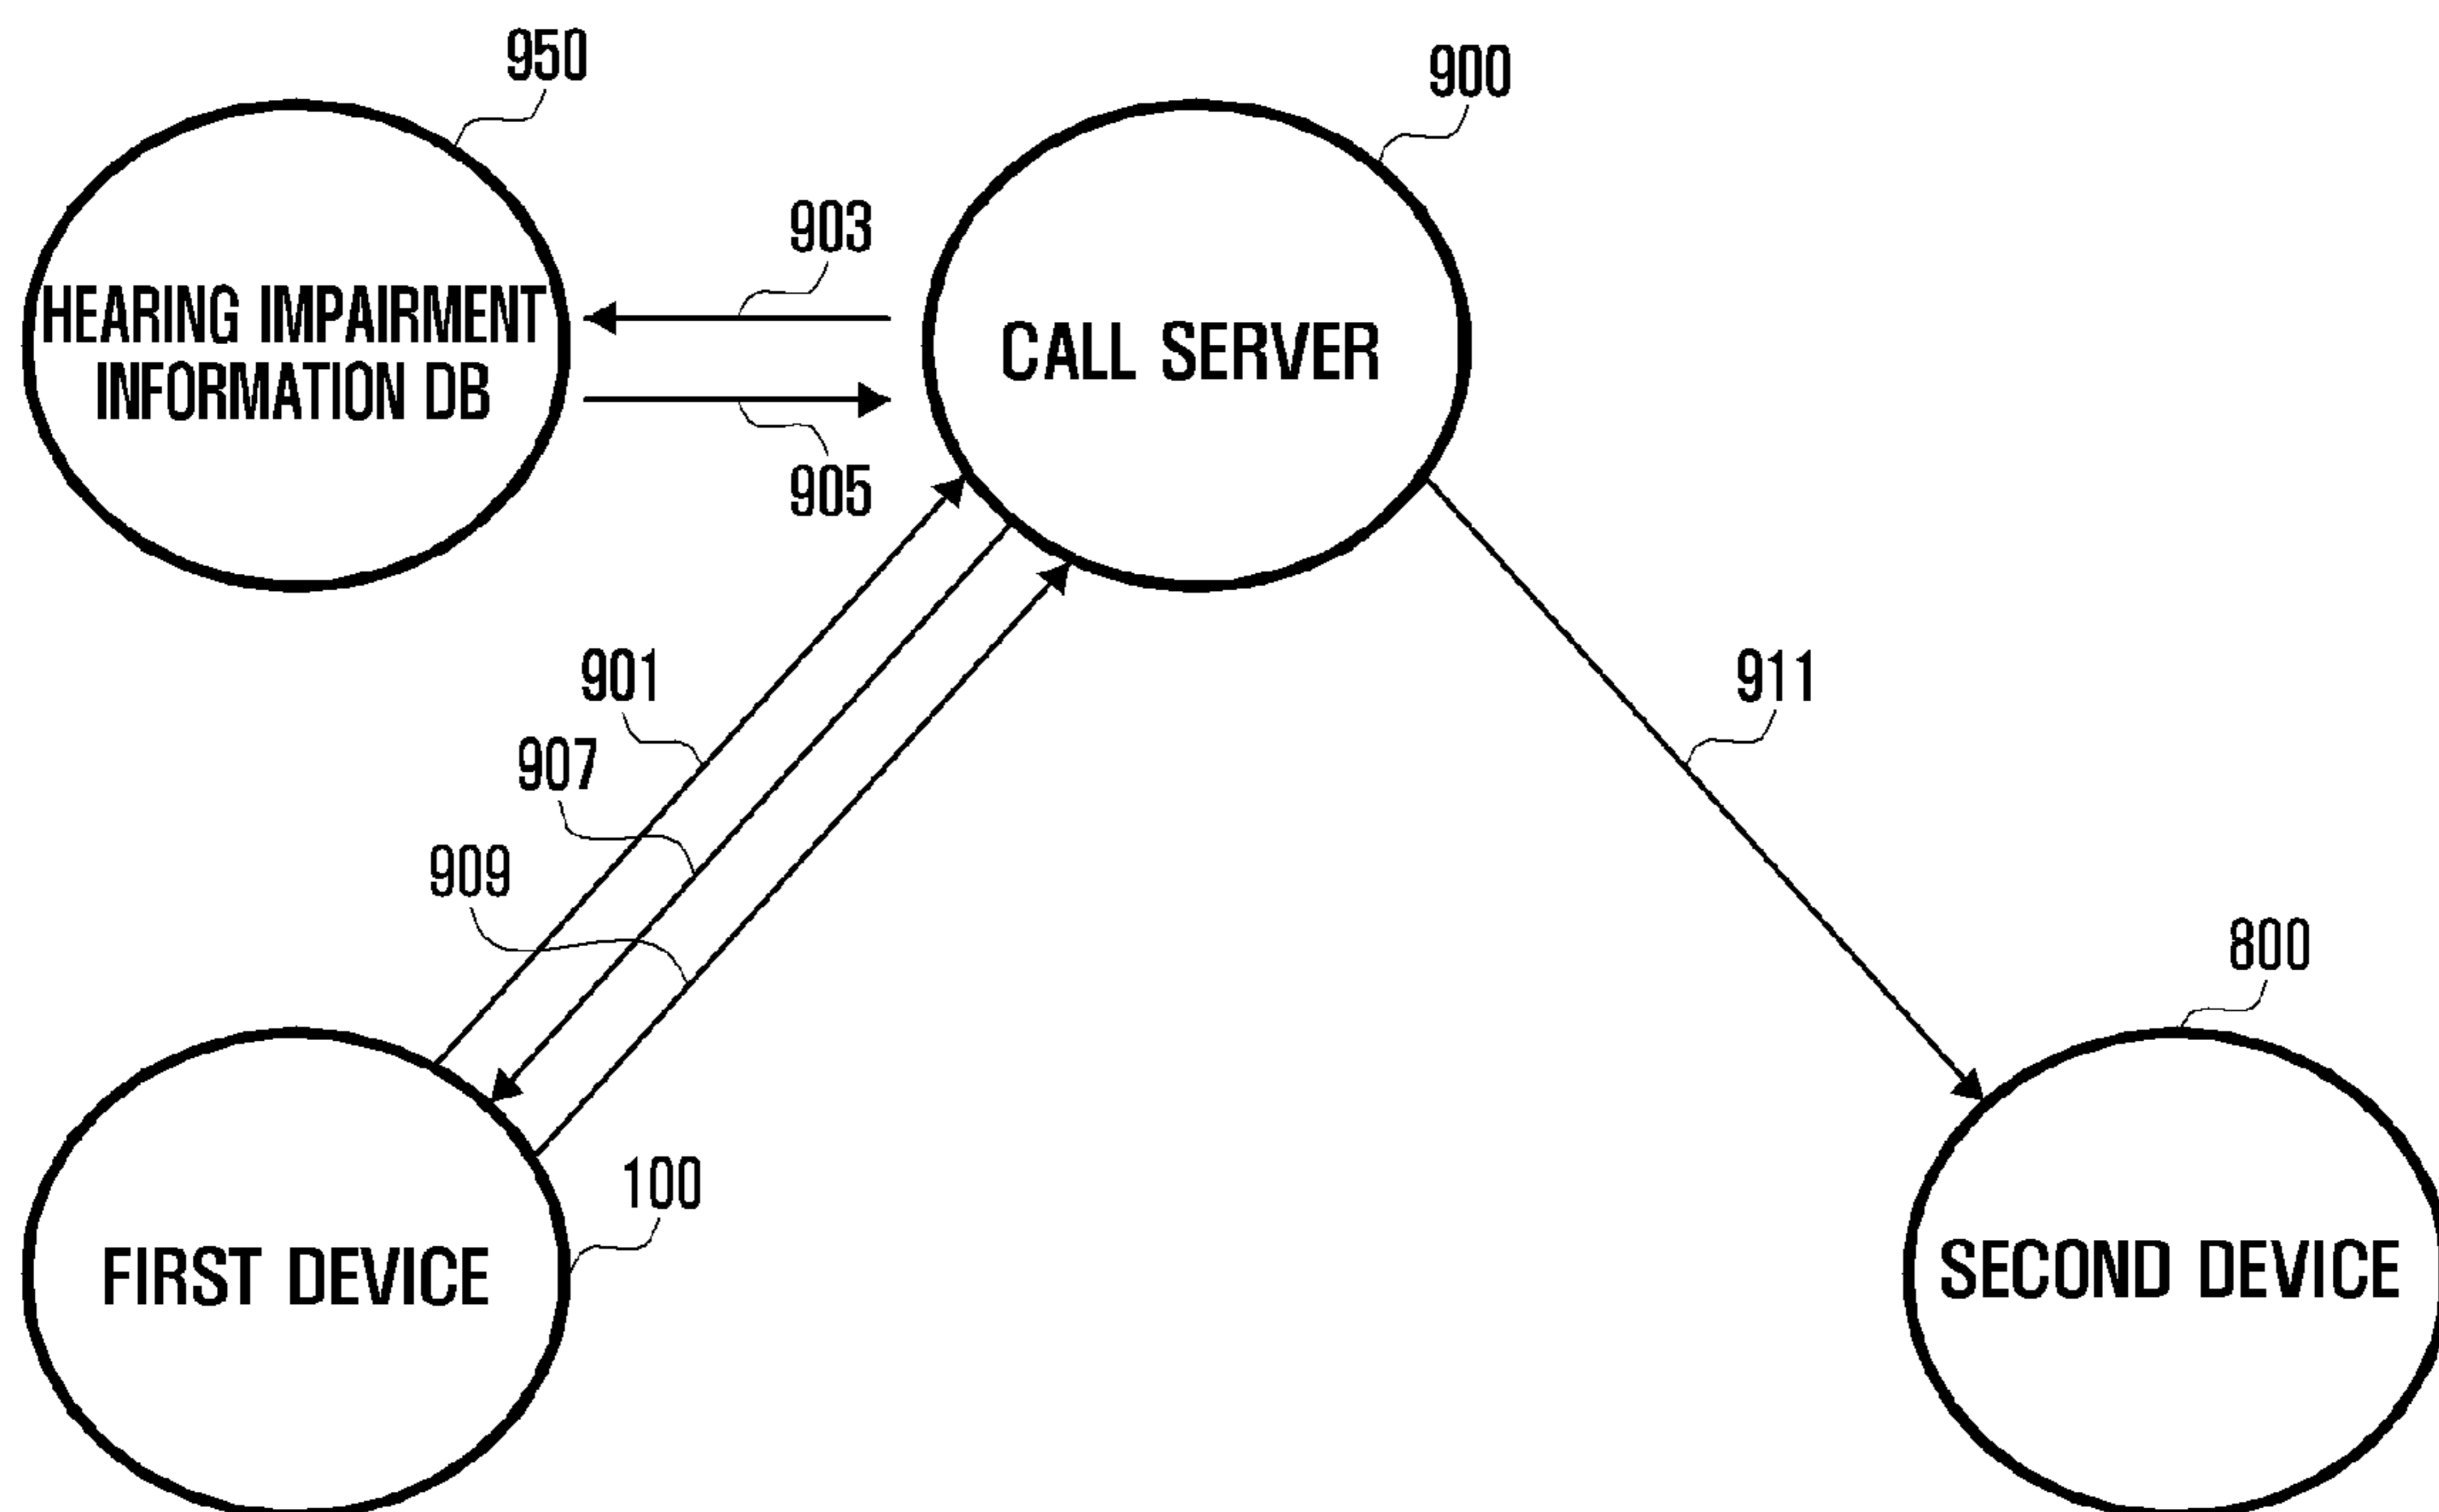 950
900
903
HEARING IMPAIRMENT
INFORMATION DB
CALL SERVER
905
901
911
907
909
800
100
FIRST DEVICE
SECOND DEVICE